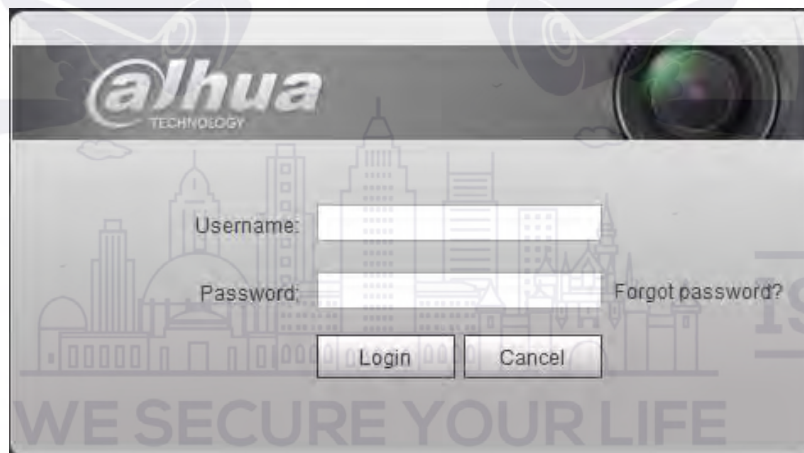 alhua
TECHNOLOGY
Username:
Password:
Forgot password?
Login Cancel
WE SECURE YOUR LIFE